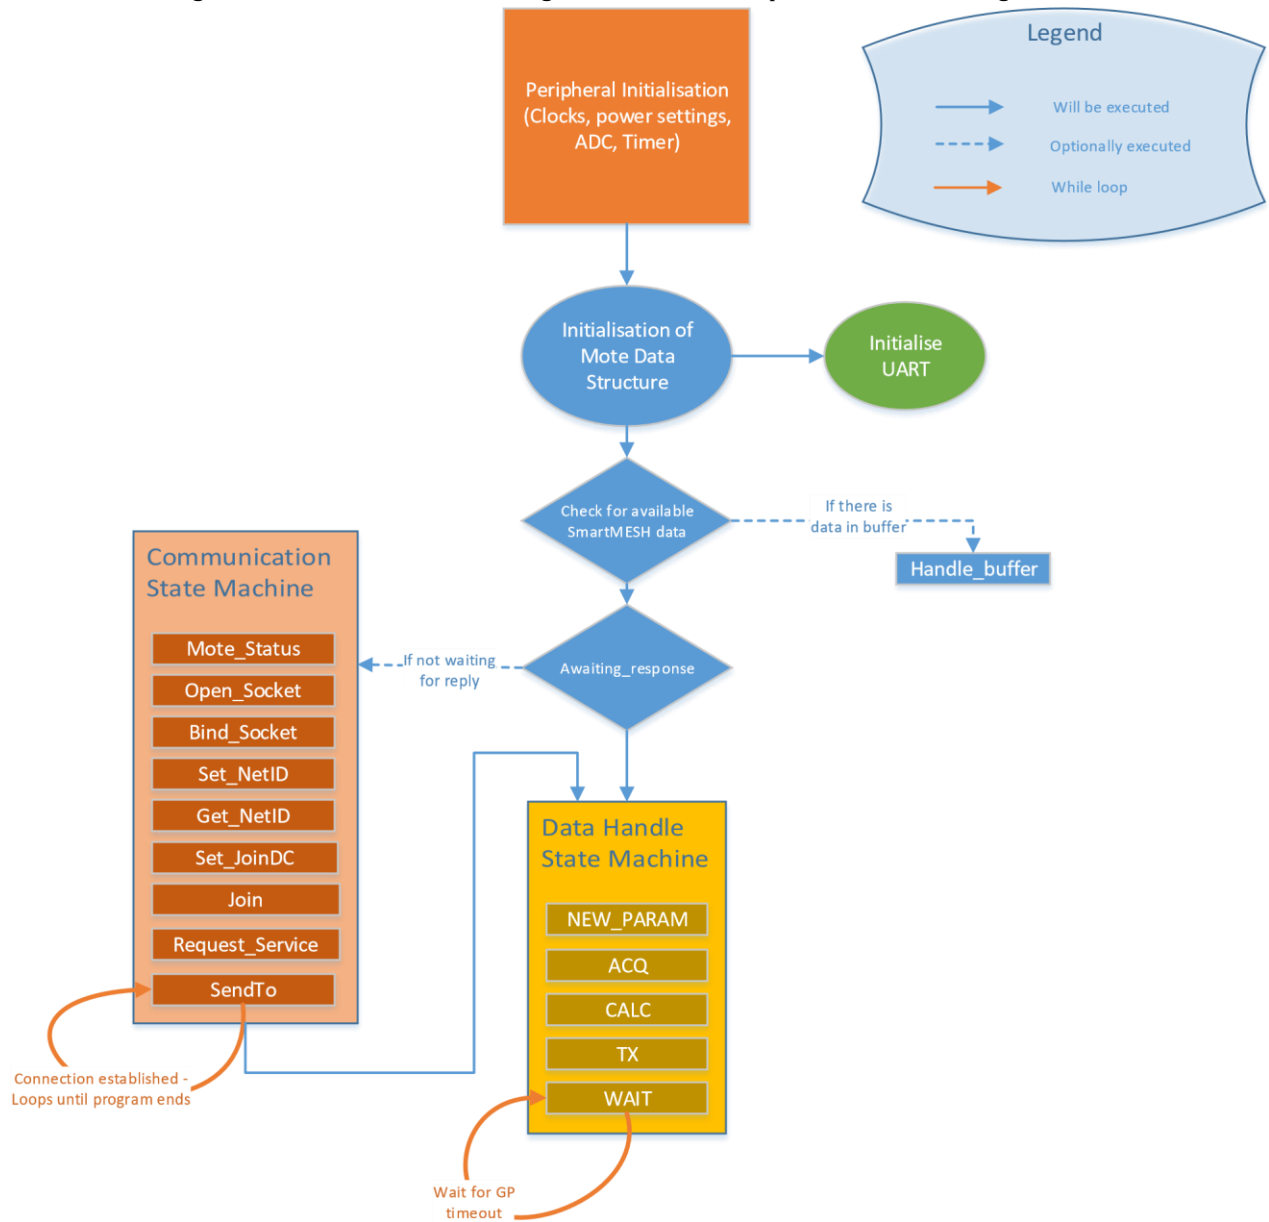 Peripheral Initialisation
(Clocks, power settings,
ADC, Timer)
Legend
Will be executed
Optionally executed
While loop
Initialisation of
Mote Data
Structure
Initialise
UART
Check for available
SmartMESH data
If there is
data in buffer
Handle_buffer
Communication
State Machine
Mote_Status
Open_Socket
Bind_Socket
Set_NetID
Get_NetID
Set_JoinDC
Join
Request_Service
SendTo
If not waiting
for reply
Awaiting_response
Connection established -
Loops until program ends
Data Handle
State Machine
NEW_PARAM
ACQ
CALC
TX
WAIT
Wait for GP
timeout